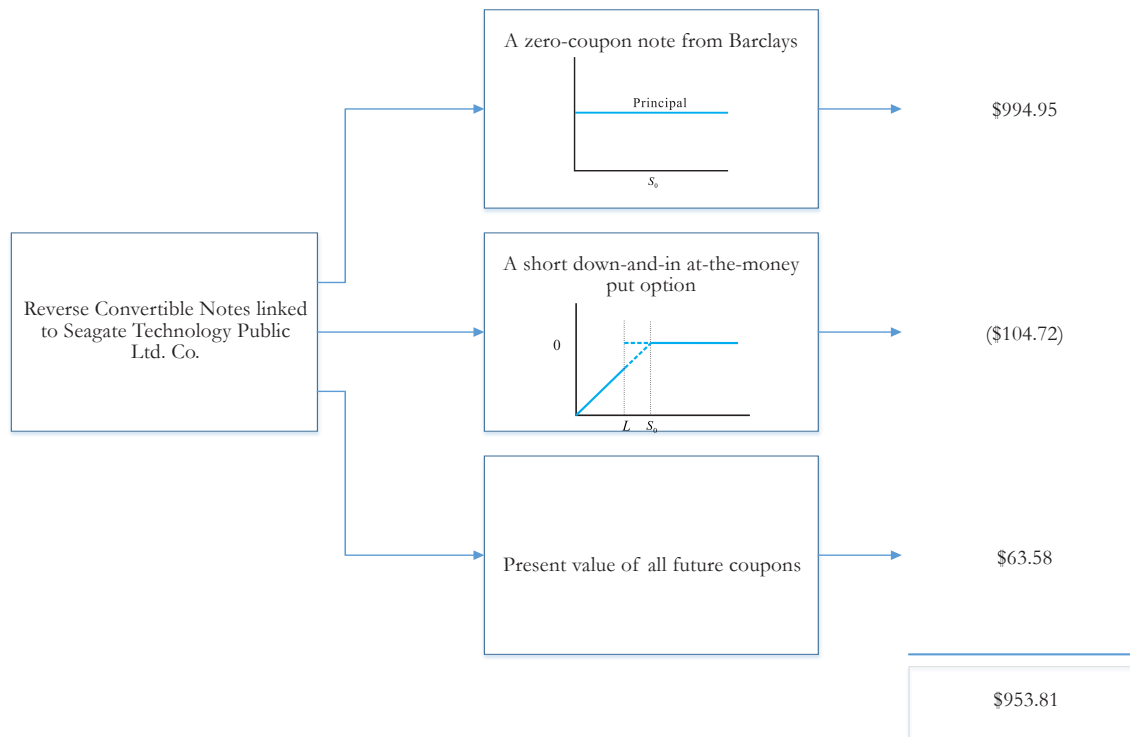 A zero-coupon note from Barclays
Principal
S₀
$994.95
Reverse Convertible Notes linked
to Seagate Technology Public
Ltd. Co.
A short down-and-in at-the-money
put option
0
L S₀
($104.72)
Present value of all future coupons
$63.58
$953.81